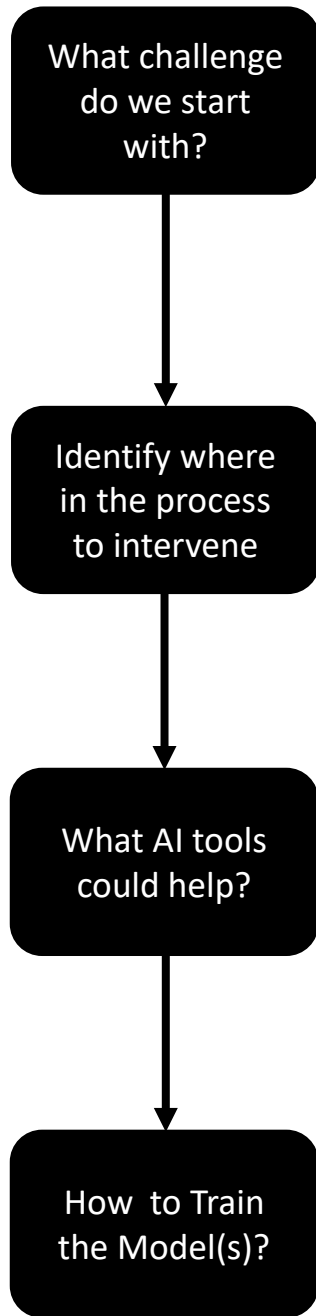 What challenge
do we start
with?
Identify where
in the process
to intervene
What AI tools
could help?
How  to Train
the Model(s)?